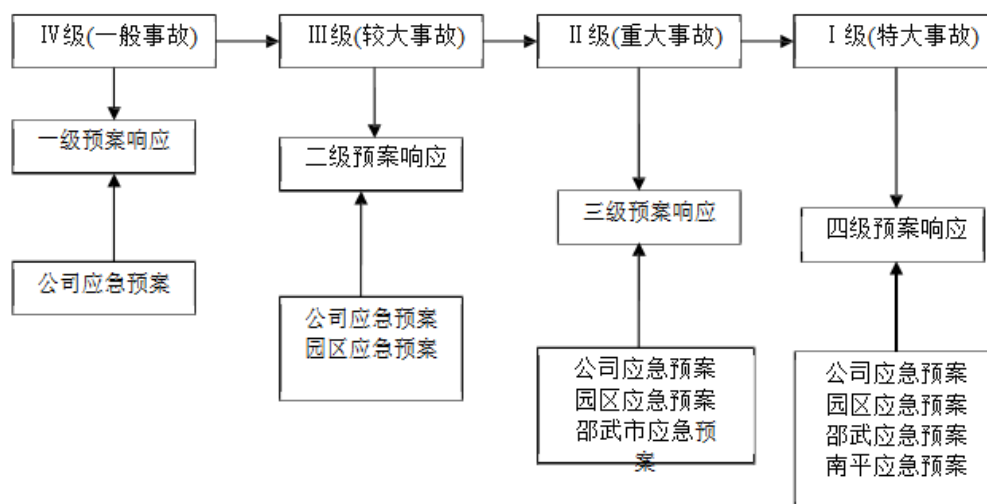 Ⅳ级(一般事故)
Ⅲ级(较大事故)
Ⅱ级(重大事故)
Ⅰ级(特大事故)
一级预案响应
二级预案响应
三级预案响应
四级预案响应
公司应急预案
公司应急预案
园区应急预案
公司应急预案
园区应急预案
邵武市应急预
案
公司应急预案
园区应急预案
邵武应急预案
南平应急预案